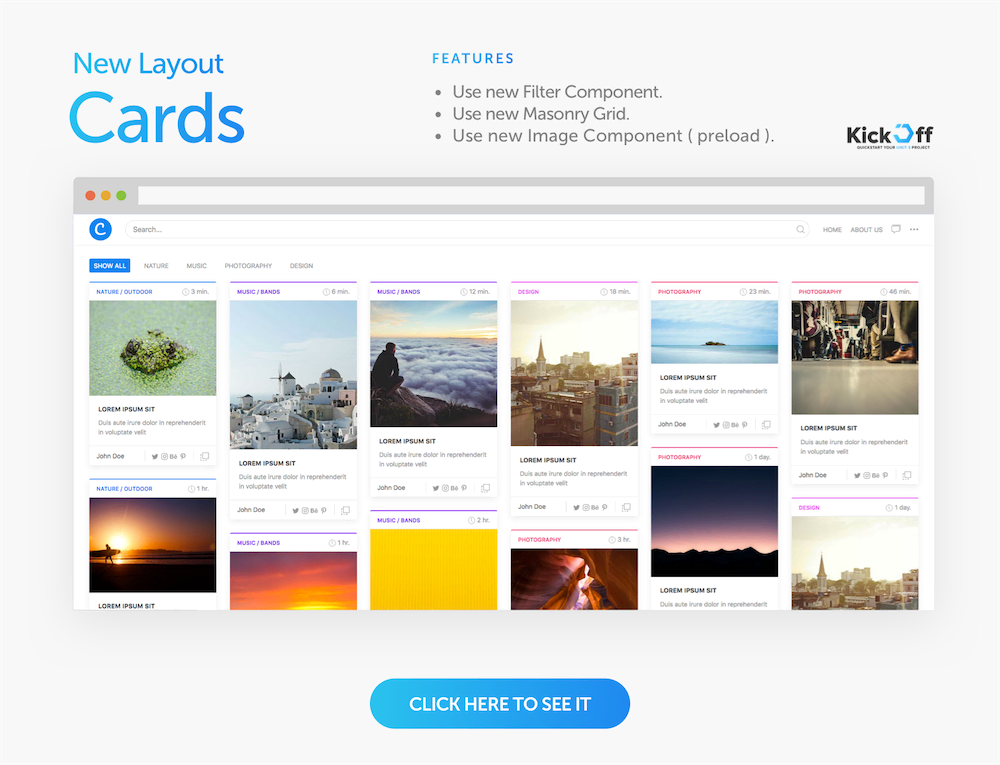 New Layout
Cards
FEATURES
Use new Filter Component.
Use new Masonry Grid.
Use new Image Component ( preload ).
KickOff
QUICKSTART YOUR UNIT 3 PROJECT
C
Search...
HOME ABOUT US
SHOW ALL NATURE MUSIC PHOTOGRAPHY DESIGN
NATURE / OUTDOOR 3 min.
LOREM IPSUM SIT
Duis aute irure dolor in reprehenderit
in voluptate velit
John Doe Bē
NATURE / OUTDOOR 1 hr.
LOREM IPSUM SIT
MUSIC / BANDS 6 min.
LOREM IPSUM SIT
Duis aute irure dolor in reprehenderit
in voluptate velit
John Doe Bē
MUSIC / BANDS 1 hr.
MUSIC / BANDS 12 min.
LOREM IPSUM SIT
Duis aute irure dolor in reprehenderit
in voluptate velit
John Doe Bē
MUSIC / BANDS 2 hr.
DESIGN 18 min.
LOREM IPSUM SIT
Duis aute irure dolor in reprehenderit
in voluptate velit
John Doe Bē
PHOTOGRAPHY 3 hr.
PHOTOGRAPHY 23 min.
LOREM IPSUM SIT
Duis aute irure dolor in reprehenderit
in voluptate velit
John Doe Bē
PHOTOGRAPHY 1 day.
LOREM IPSUM SIT
Duis aute irure dolor in reprehenderit
PHOTOGRAPHY 46 min.
LOREM IPSUM SIT
Duis aute irure dolor in reprehenderit
in voluptate velit
John Doe Bē
DESIGN 1 day.
CLICK HERE TO SEE IT